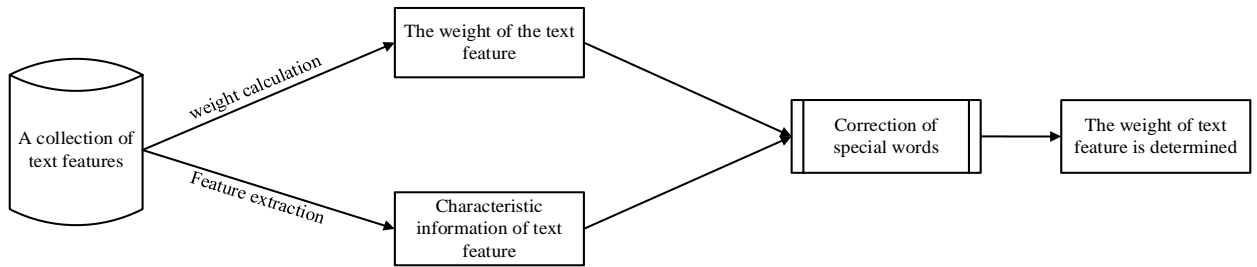 A collection of
text features
weight calculation
Feature extraction
The weight of the text
feature
Characteristic
information of text
feature
Correction of
special words
The weight of text
feature is determined